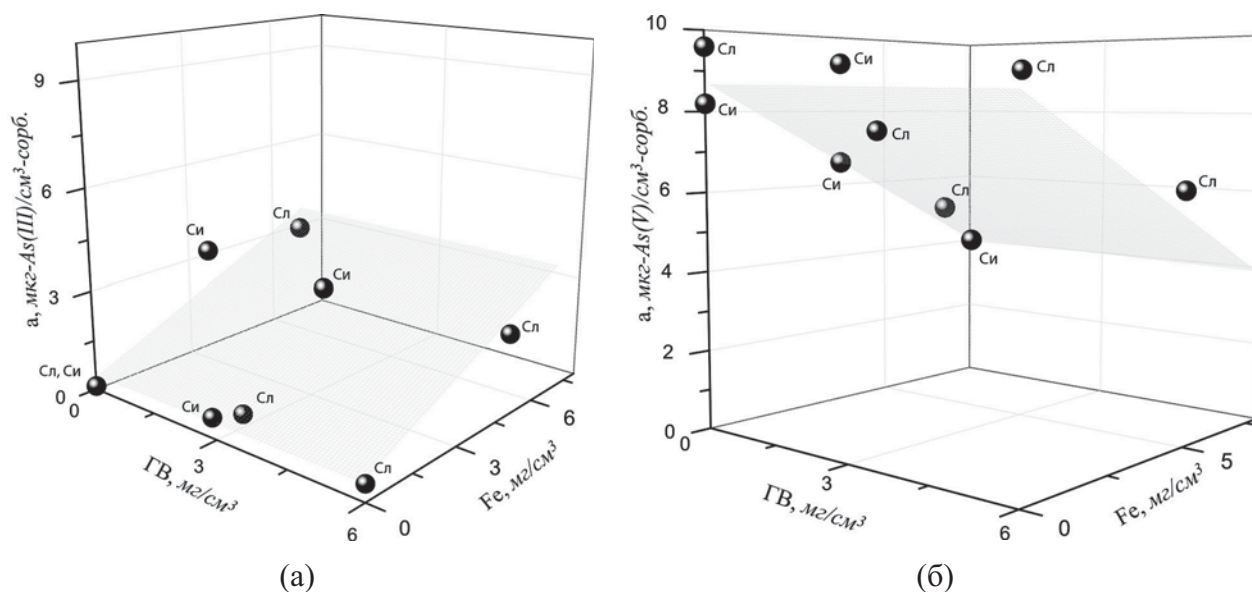 a, мкг-As(III)/см³-сорб.
9
6
3
0
Си
Сл
Си
Сл
Сл, Си
Си
Сл
Сл
0
3
6
ГВ, мг/см³
0
3
6
Fe, мг/см³
(а)
a, мкг-As(V)/см³-сорб.
10
8
6
4
2
0
Сл
Си
Сл
Си
Сл
Си
Сл
Сл
Си
0
3
6
ГВ, мг/см³
0
5
Fe, мг/см³
(б)